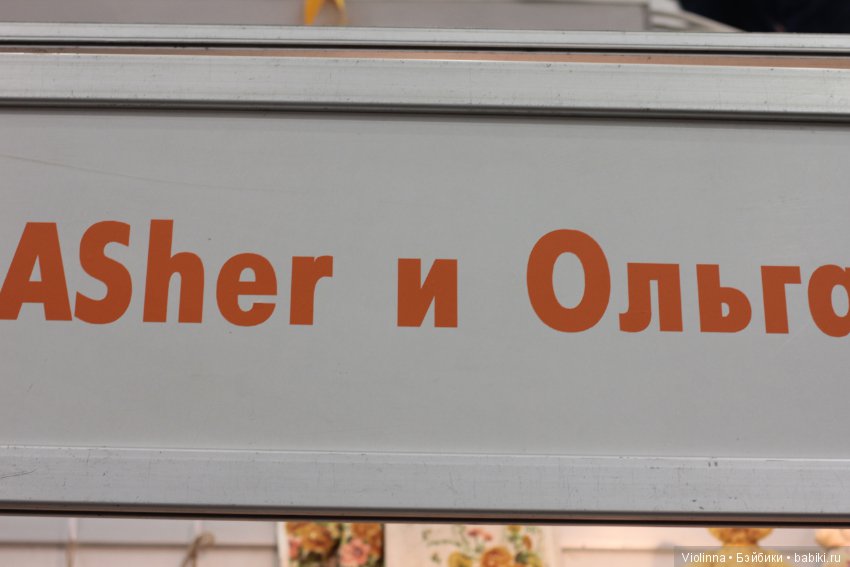 ASher и Ольга
Violinna • Бэйбики • babiki.ru